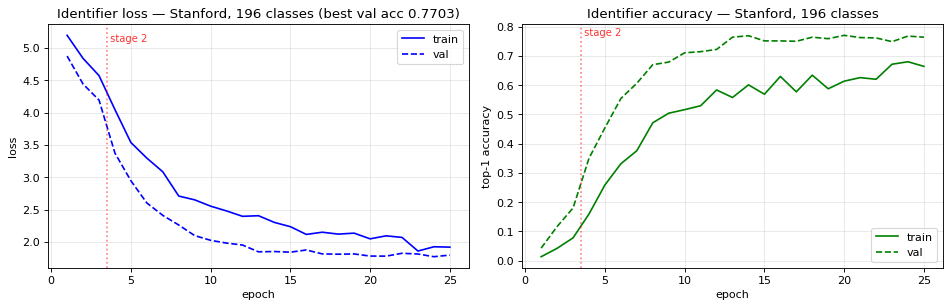 Identifier loss — Stanford, 196 classes (best val acc 0.7703)
stage 2
train
val
5.0
4.5
4.0
3.5
3.0
2.5
2.0
loss
0
5
10
15
20
25
epoch
Identifier accuracy — Stanford, 196 classes
stage 2
0.8
0.7
0.6
0.5
0.4
0.3
0.2
0.1
0.0
top-1 accuracy
train
val
0
5
10
15
20
25
epoch